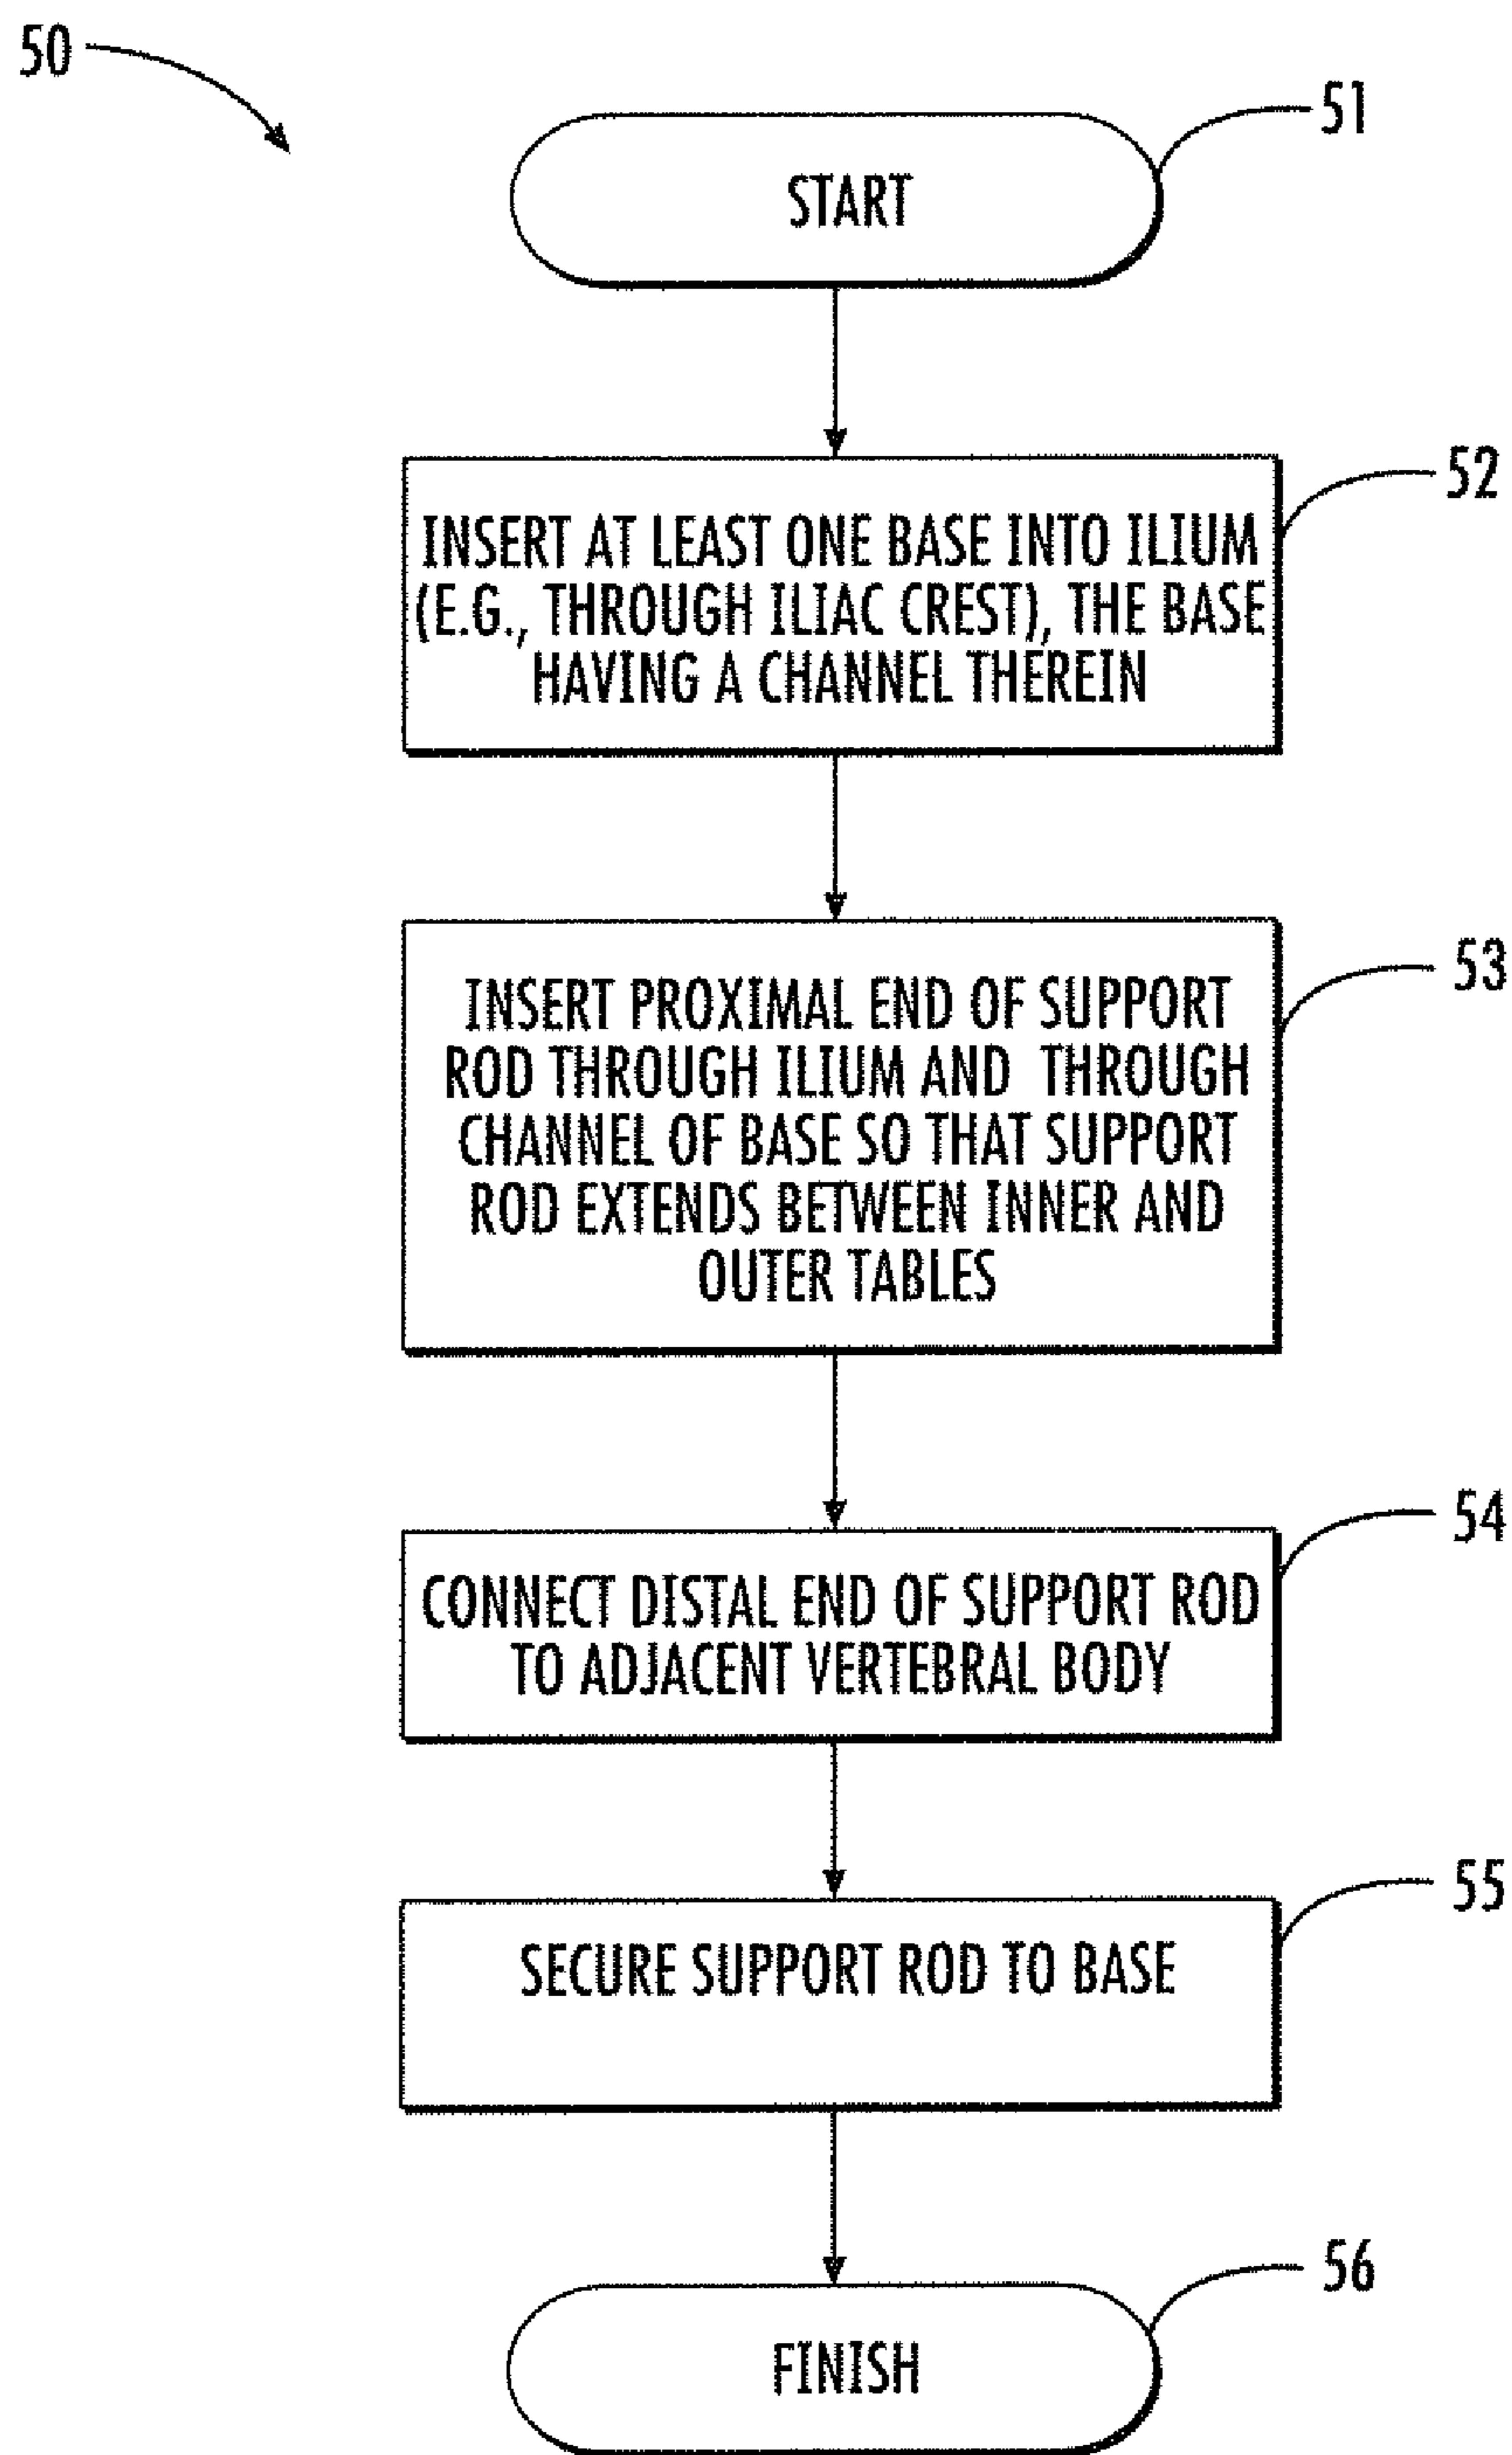 50
51
START
52
INSERT AT LEAST ONE BASE INTO ILIUM
(E.G., THROUGH ILIAC CREST), THE BASE
HAVING A CHANNEL THEREIN
53
INSERT PROXIMAL END OF SUPPORT
ROD THROUGH ILIUM AND THROUGH
CHANNEL OF BASE SO THAT SUPPORT
ROD EXTENDS BETWEEN INNER AND
OUTER TABLES
54
CONNECT DISTAL END OF SUPPORT ROD
TO ADJACENT VERTEBRAL BODY
55
SECURE SUPPORT ROD TO BASE
56
FINISH